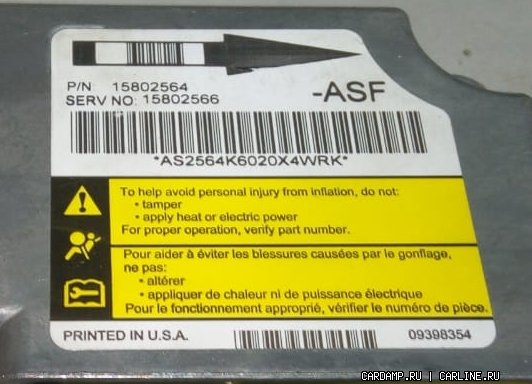 P/N 15802564
SERV NO: 15802566
-ASF
*AS2564K6020X4WRK*
To help avoid personal injury from inflation, do not:
• tamper
• apply heat or electric power
For proper operation, verify part number.
Pour aider à éviter les blessures causées par le gonflage,
ne pas:
• altérer
• appliquer de chaleur ni de puissance électrique
Pour le fonctionnement approprié, vérifier le numéro de pièce.
PRINTED IN U.S.A. 09398354
CARDAMP.RU | CARLINE.RU